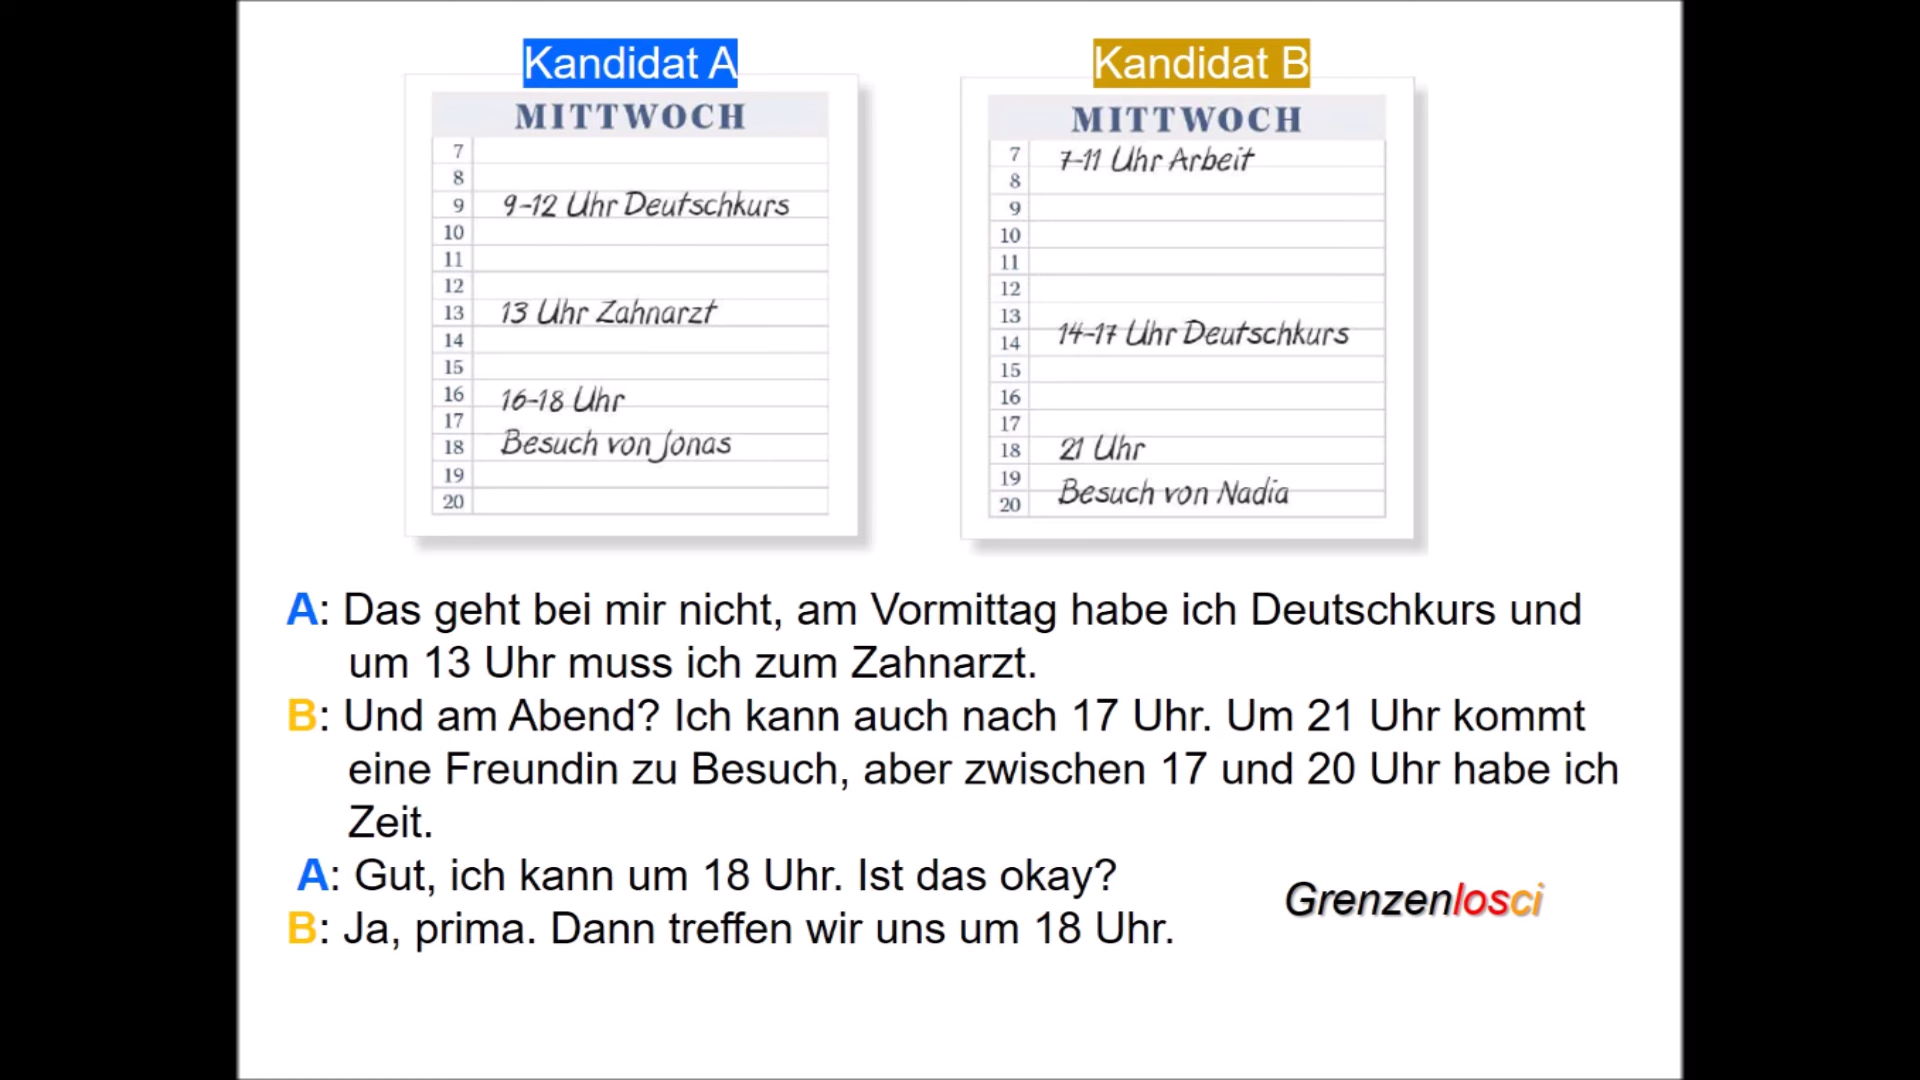 Kandidat A
MITTWOCH
7
8
9 9-12 Uhr Deutschkurs
10
11
12
13 13 Uhr Zahnarzt
14
15
16 16-18 Uhr
17
18 Besuch von Jonas
19
20
Kandidat B
MITTWOCH
7 7-11 Uhr Arbeit
8
9
10
11
12
13
14 14-17 Uhr Deutschkurs
15
16
17
18 21 Uhr
19
20 Besuch von Nadia
A: Das geht bei mir nicht, am Vormittag habe ich Deutschkurs und
um 13 Uhr muss ich zum Zahnarzt.
B: Und am Abend? Ich kann auch nach 17 Uhr. Um 21 Uhr kommt
eine Freundin zu Besuch, aber zwischen 17 und 20 Uhr habe ich
Zeit.
A: Gut, ich kann um 18 Uhr. Ist das okay?
B: Ja, prima. Dann treffen wir uns um 18 Uhr.
Grenzenlosci